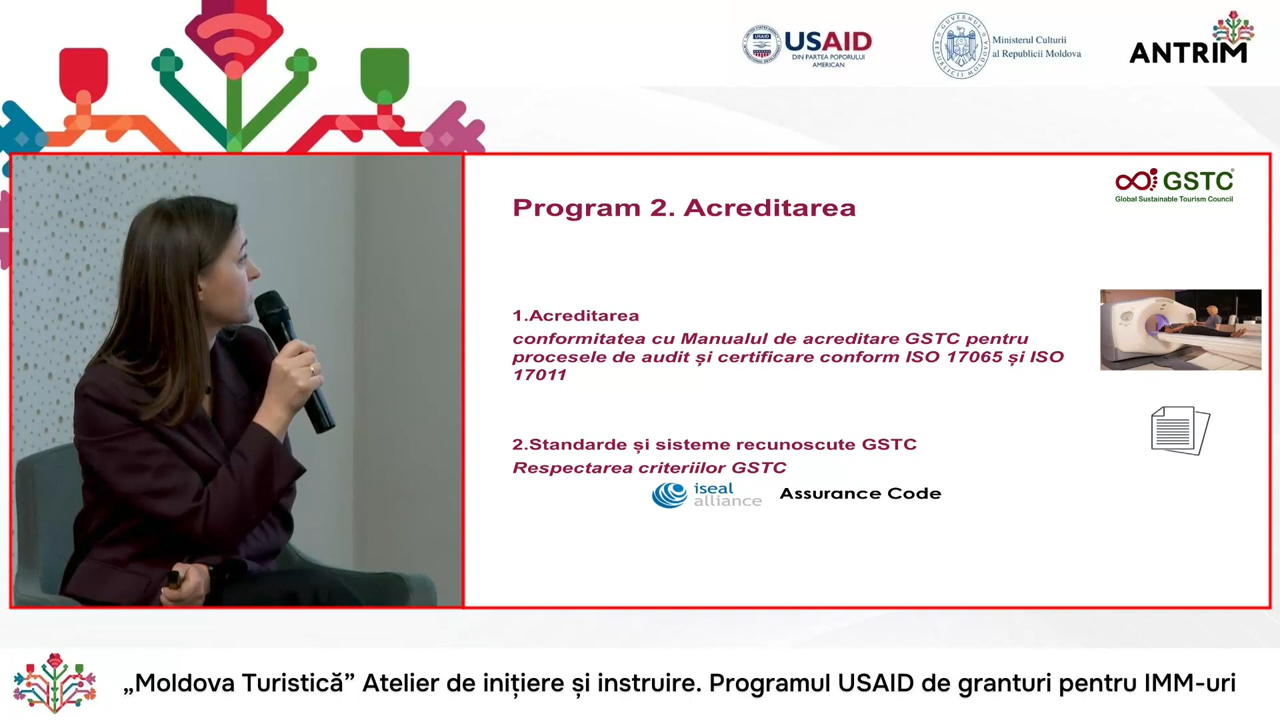 USAID
DIN PARTEA POPORULUI
AMERICAN
Ministerul Culturii
al Republicii Moldova
ANTRIM
GSTC
Global Sustainable Tourism Council
Program 2. Acreditarea
1.Acreditarea
conformitatea cu Manualul de acreditare GSTC pentru
procesele de audit și certificare conform ISO 17065 și ISO
17011
2.Standarde și sisteme recunoscute GSTC
Respectarea criteriilor GSTC
iseal
alliance
Assurance Code
„Moldova Turistică” Atelier de inițiere și instruire. Programul USAID de granturi pentru IMM-uri